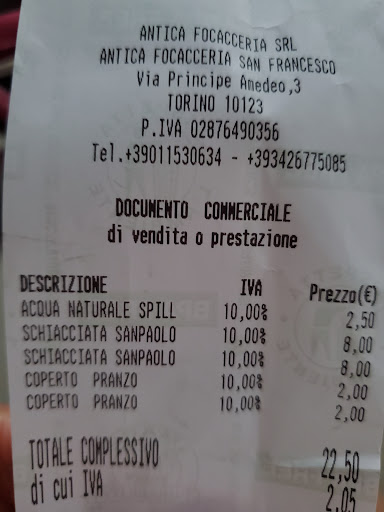 ANTICA FOCACCERIA SRL
ANTICA FOCACCERIA SAN FRANCESCO
Via Principe Amedeo,3
TORINO 10123
P.IVA 02876490356
Tel.+39011530634 - +393426775085
DOCUMENTO COMMERCIALE
di vendita o prestazione
DESCRIZIONE IVA Prezzo(€)
ACQUA NATURALE SPILL 10,00% 2,50
SCHIACCIATA SANPAOLO 10,00% 8,00
SCHIACCIATA SANPAOLO 10,00% 8,00
COPERTO PRANZO 10,00% 2,00
COPERTO PRANZO 10,00% 2,00
TOTALE COMPLESSIVO 22,50
di cui IVA 2,05